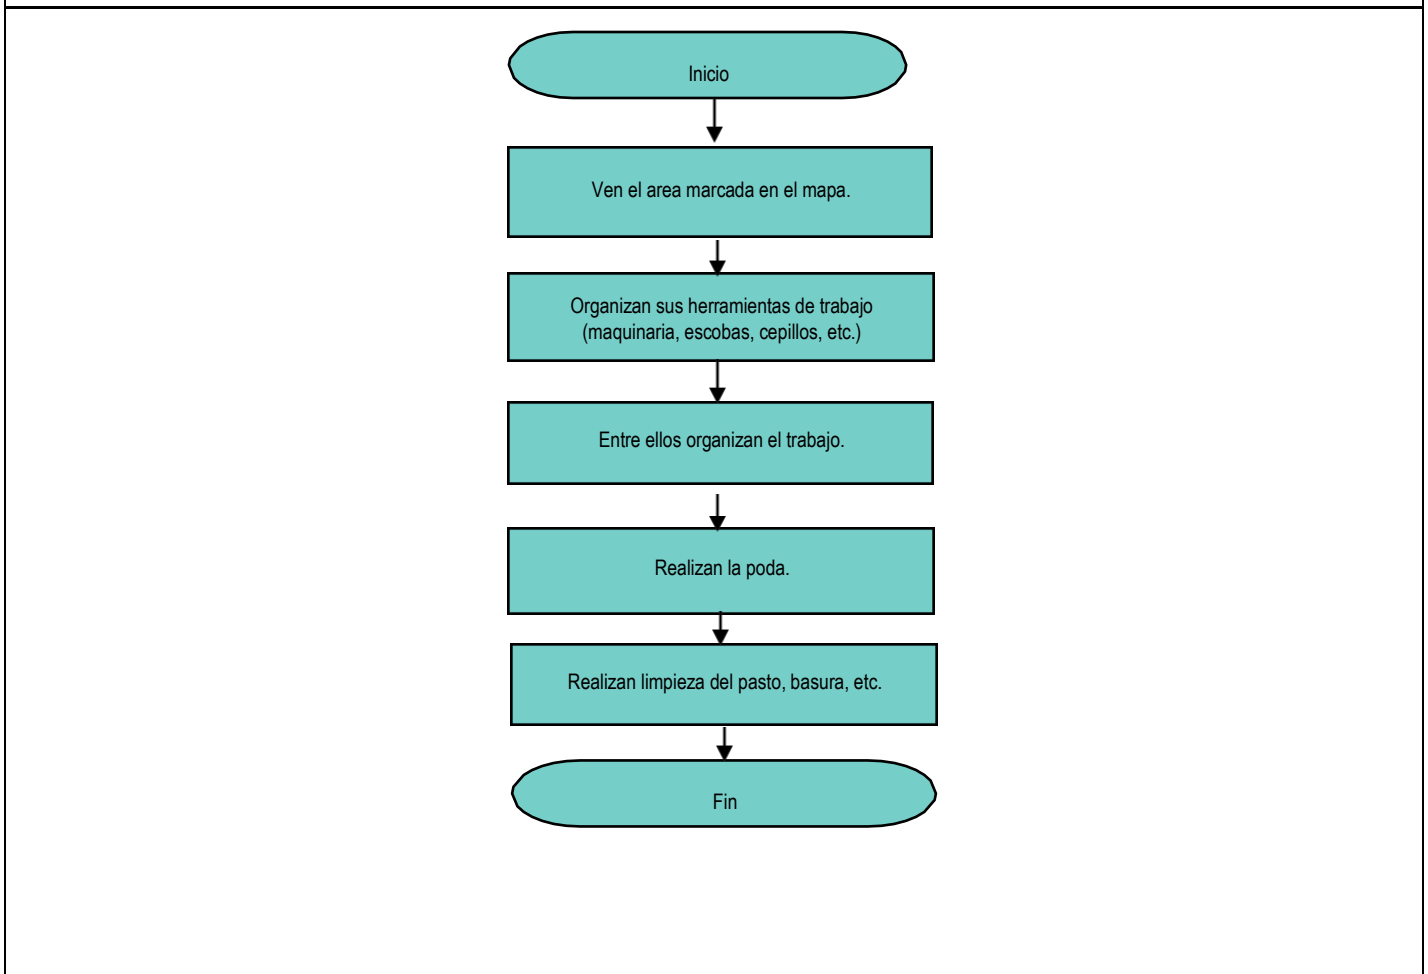 Inicio
Ven el area marcada en el mapa.
Organizan sus herramientas de trabajo
(maquinaria, escobas, cepillos, etc.)
Entre ellos organizan el trabajo.
Realizan la poda.
Realizan limpieza del pasto, basura, etc.
Fin